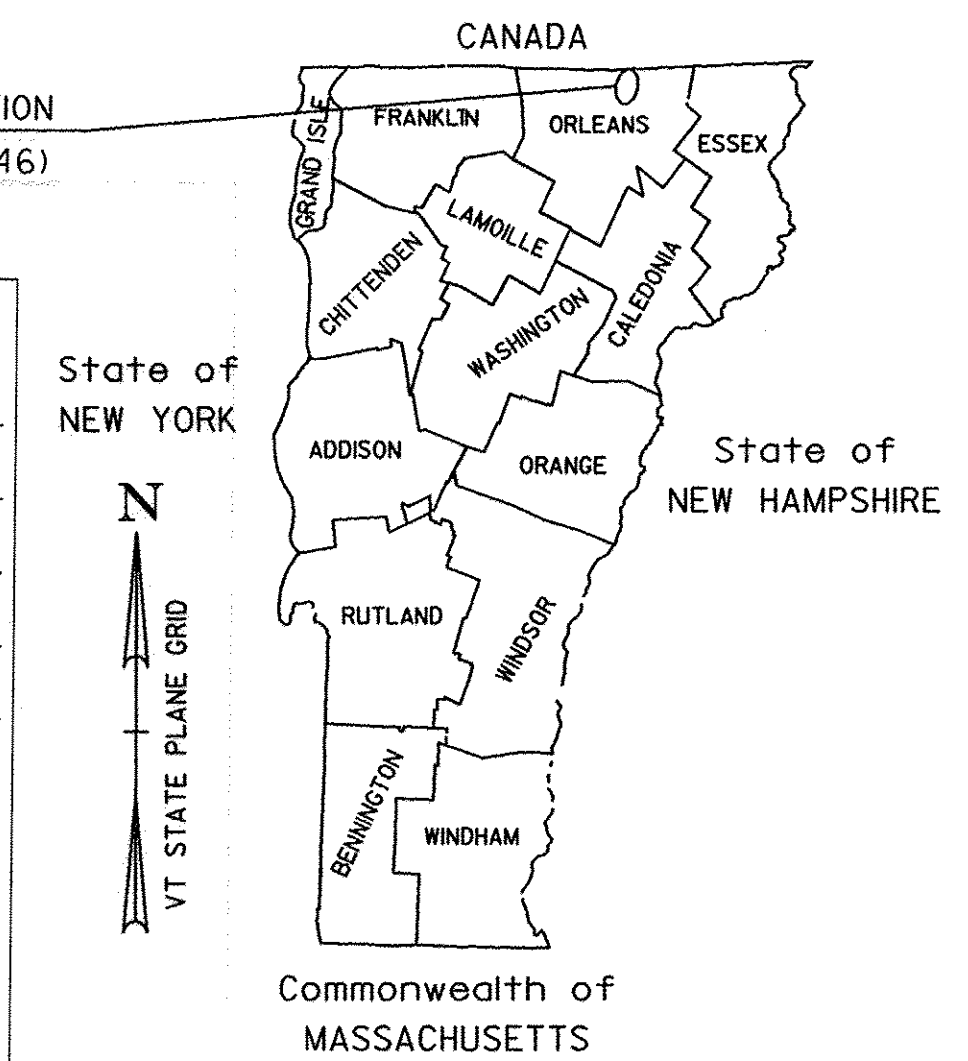 CANADA
ION
46)
GRAND ISLE
FRANKLIN
ORLEANS
ESSEX
LAMOILLE
CHITTENDEN
CALEDONIA
WASHINGTON
State of
NEW YORK
ADDISON
ORANGE
State of
NEW HAMPSHIRE
N
VT STATE PLANE GRID
RUTLAND
WINDSOR
BENNINGTON
WINDHAM
Commonwealth of
MASSACHUSETTS